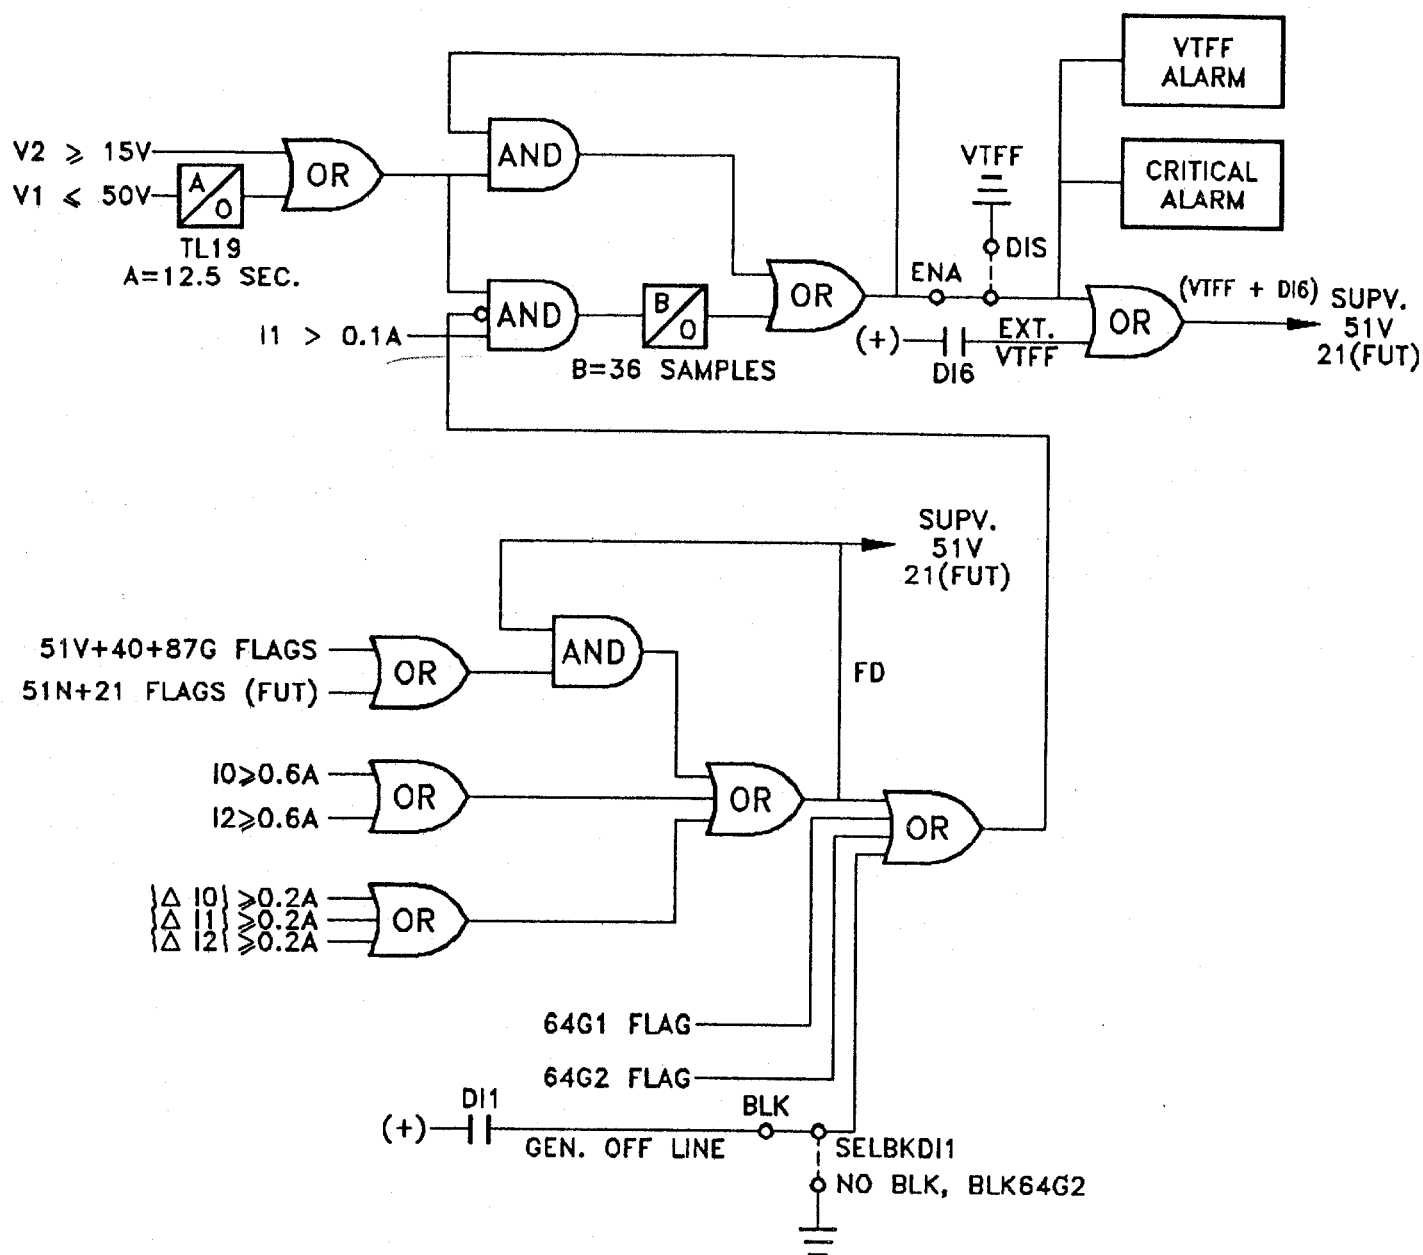 VTFF
ALARM
V2 ⩾ 15V
V1 ⩽ 50V
A
O
TL19
A=12.5 SEC.
OR
AND
VTFF
DIS
CRITICAL
ALARM
I1 > 0.1A
AND
B
O
B=36 SAMPLES
OR
ENA
(+)
DI6
EXT.
VTFF
OR
(VTFF + DI6)
SUPV.
51V
21(FUT)
SUPV.
51V
21(FUT)
51V+40+87G FLAGS
51N+21 FLAGS (FUT)
OR
AND
FD
I0⩾0.6A
I2⩾0.6A
OR
OR
OR
|Δ I0| ⩾0.2A
|Δ I1| ⩾0.2A
|Δ I2| ⩾0.2A
OR
64G1 FLAG
64G2 FLAG
(+)
DI1
GEN. OFF LINE
BLK
SELBKDI1
NO BLK, BLK64G2